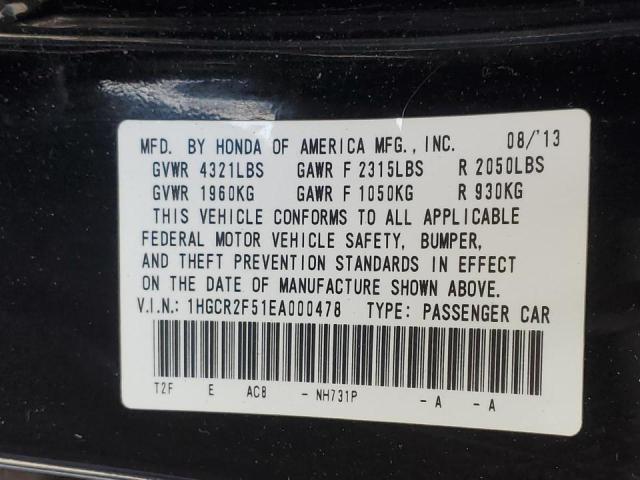 MFD. BY HONDA OF AMERICA MFG., INC. 08/'13
GVWR 4321LBS GAWR F 2315LBS R 2050LBS
GVWR 1960KG GAWR F 1050KG R 930KG
THIS VEHICLE CONFORMS TO ALL APPLICABLE
FEDERAL MOTOR VEHICLE SAFETY, BUMPER,
AND THEFT PREVENTION STANDARDS IN EFFECT
ON THE DATE OF MANUFACTURE SHOWN ABOVE.
V.I.N.: 1HGCR2F51EA000478 TYPE: PASSENGER CAR
T2F E AC8 - NH731P - A - A